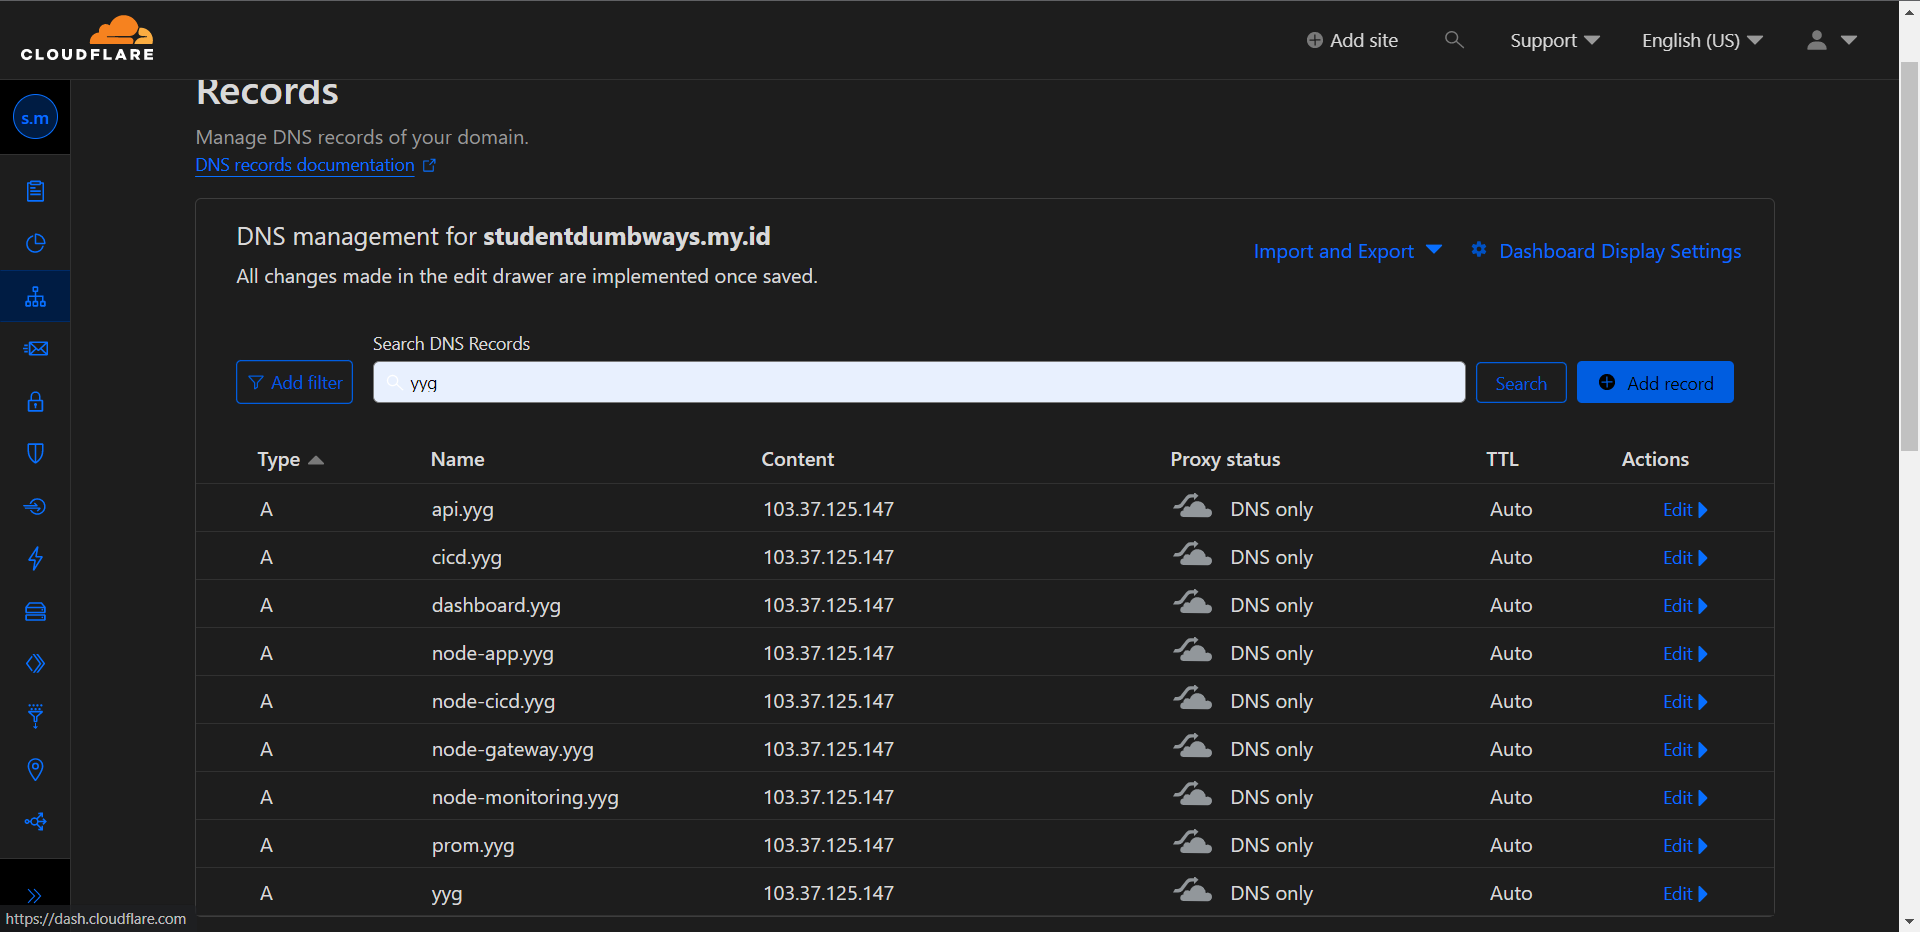 CLOUDFLARE
Add site
Support
English (US)
s.m
Records
Manage DNS records of your domain.
DNS records documentation
DNS management for studentdumbways.my.id
All changes made in the edit drawer are implemented once saved.
Import and Export
Dashboard Display Settings
Search DNS Records
Add filter
yyg
Search
Add record
Type Name Content Proxy status TTL Actions
A api.yyg 103.37.125.147 DNS only Auto Edit
A cicd.yyg 103.37.125.147 DNS only Auto Edit
A dashboard.yyg 103.37.125.147 DNS only Auto Edit
A node-app.yyg 103.37.125.147 DNS only Auto Edit
A node-cicd.yyg 103.37.125.147 DNS only Auto Edit
A node-gateway.yyg 103.37.125.147 DNS only Auto Edit
A node-monitoring.yyg 103.37.125.147 DNS only Auto Edit
A prom.yyg 103.37.125.147 DNS only Auto Edit
A yyg 103.37.125.147 DNS only Auto Edit
https://dash.cloudflare.com